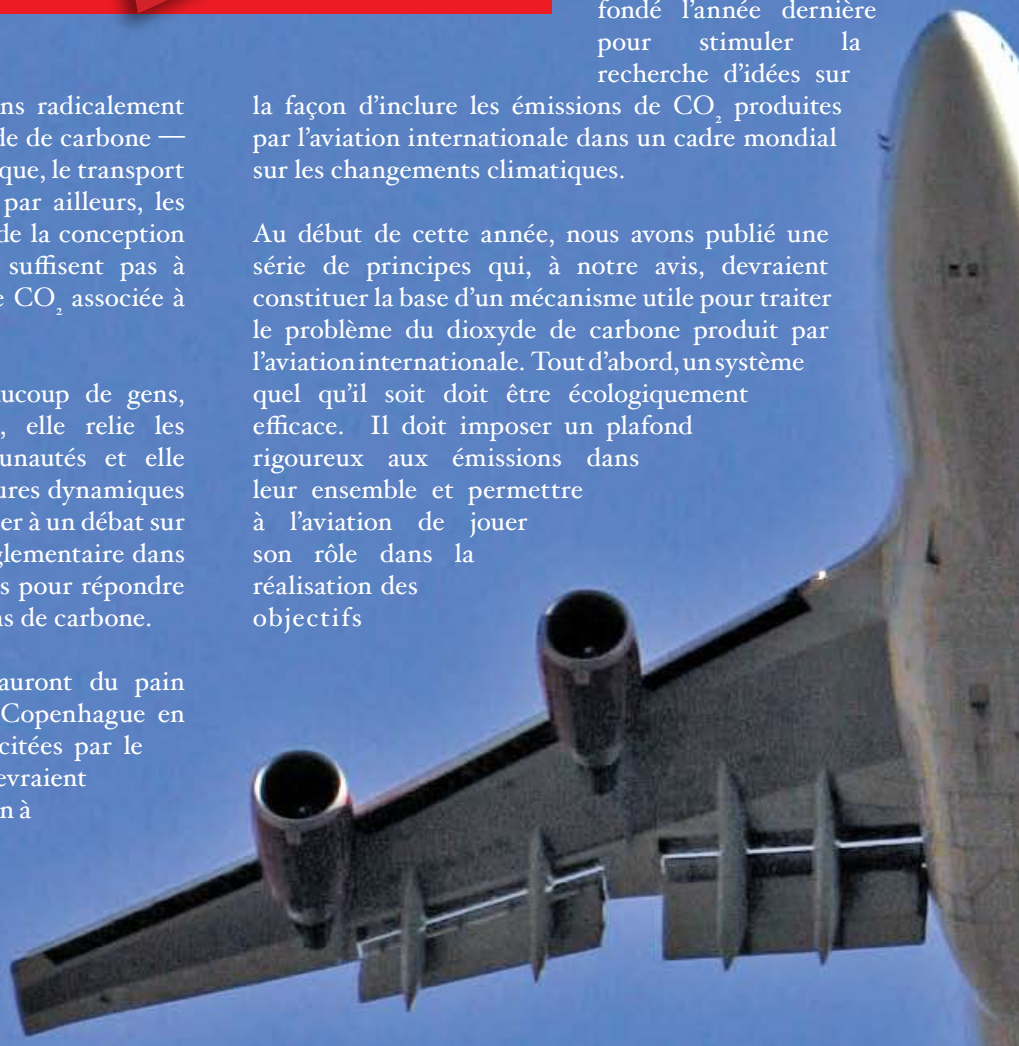 ns radicalement
de de carbone —
que, le transport
par ailleurs, les
de la conception
suffisent pas à
e CO₂ associée à
aucoup de gens,
, elle relie les
unautés et elle
ures dynamiques
er à un débat sur
glementaire dans
s pour répondre
ns de carbone.
auront du pain
Copenhague en
citées par le
evraient
n à
fondé l'année dernière
pour stimuler la
recherche d'idées sur
la façon d'inclure les émissions de CO₂ produites
par l'aviation internationale dans un cadre mondial
sur les changements climatiques.
Au début de cette année, nous avons publié une
série de principes qui, à notre avis, devraient
constituer la base d'un mécanisme utile pour traiter
le problème du dioxyde de carbone produit par
l'aviation internationale. Tout d'abord, un système
quel qu'il soit doit être écologiquement
efficace. Il doit imposer un plafond
rigoureux aux émissions dans
leur ensemble et permettre
à l'aviation de jouer
son rôle dans la
réalisation des
objectifs